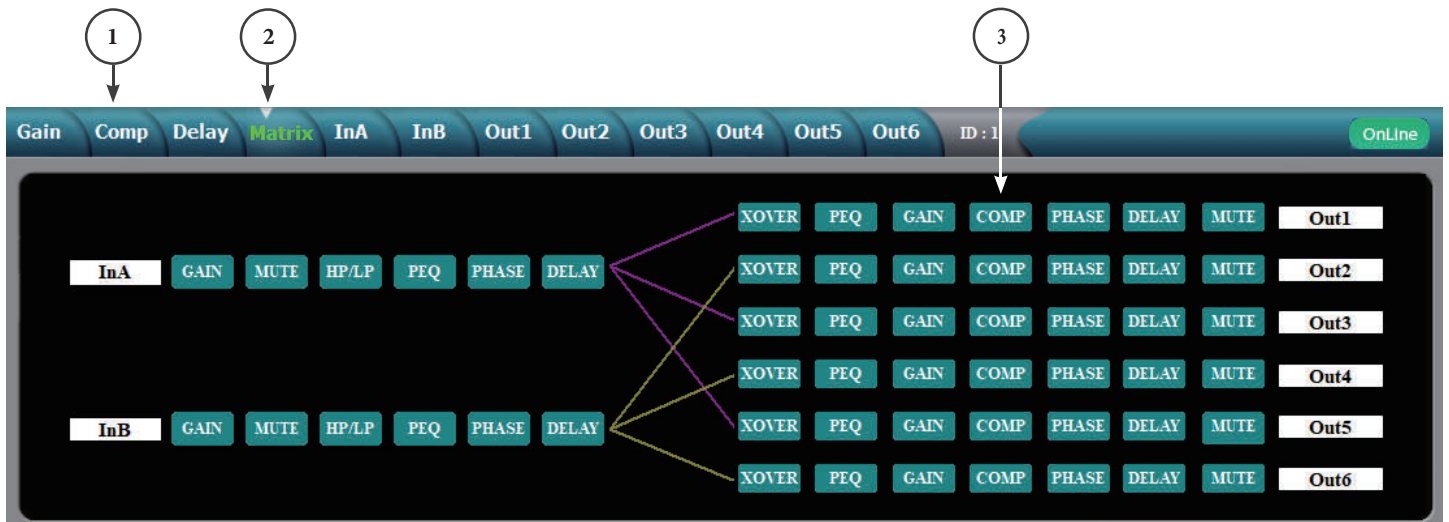 1 2 3
Gain Comp Delay Matrix InA InB Out1 Out2 Out3 Out4 Out5 Out6 ID : 1 OnLine
XOVER PEQ GAIN COMP PHASE DELAY MUTE Out1
InA GAIN MUTE HP/LP PEQ PHASE DELAY XOVER PEQ GAIN COMP PHASE DELAY MUTE Out2
XOVER PEQ GAIN COMP PHASE DELAY MUTE Out3
XOVER PEQ GAIN COMP PHASE DELAY MUTE Out4
InB GAIN MUTE HP/LP PEQ PHASE DELAY XOVER PEQ GAIN COMP PHASE DELAY MUTE Out5
XOVER PEQ GAIN COMP PHASE DELAY MUTE Out6